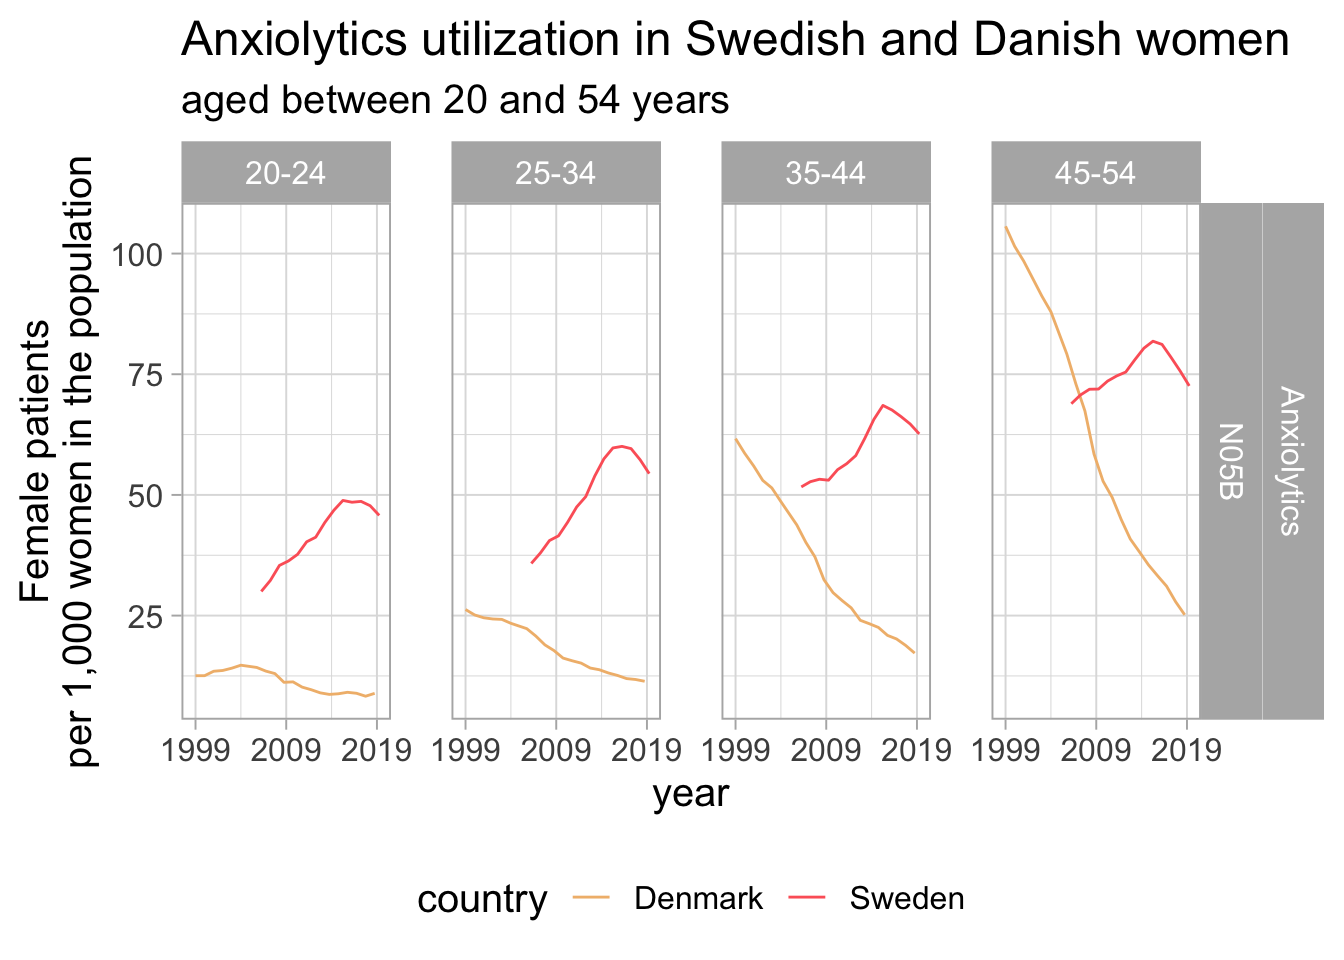 Anxiolytics utilization in Swedish and Danish women
aged between 20 and 54 years
20-24 25-34 35-44 45-54
Female patients
per 1,000 women in the population
100
75
50
25
N05B
Anxiolytics
1999 2009 2019 1999 2009 2019 1999 2009 2019 1999 2009 2019
year
country Denmark Sweden